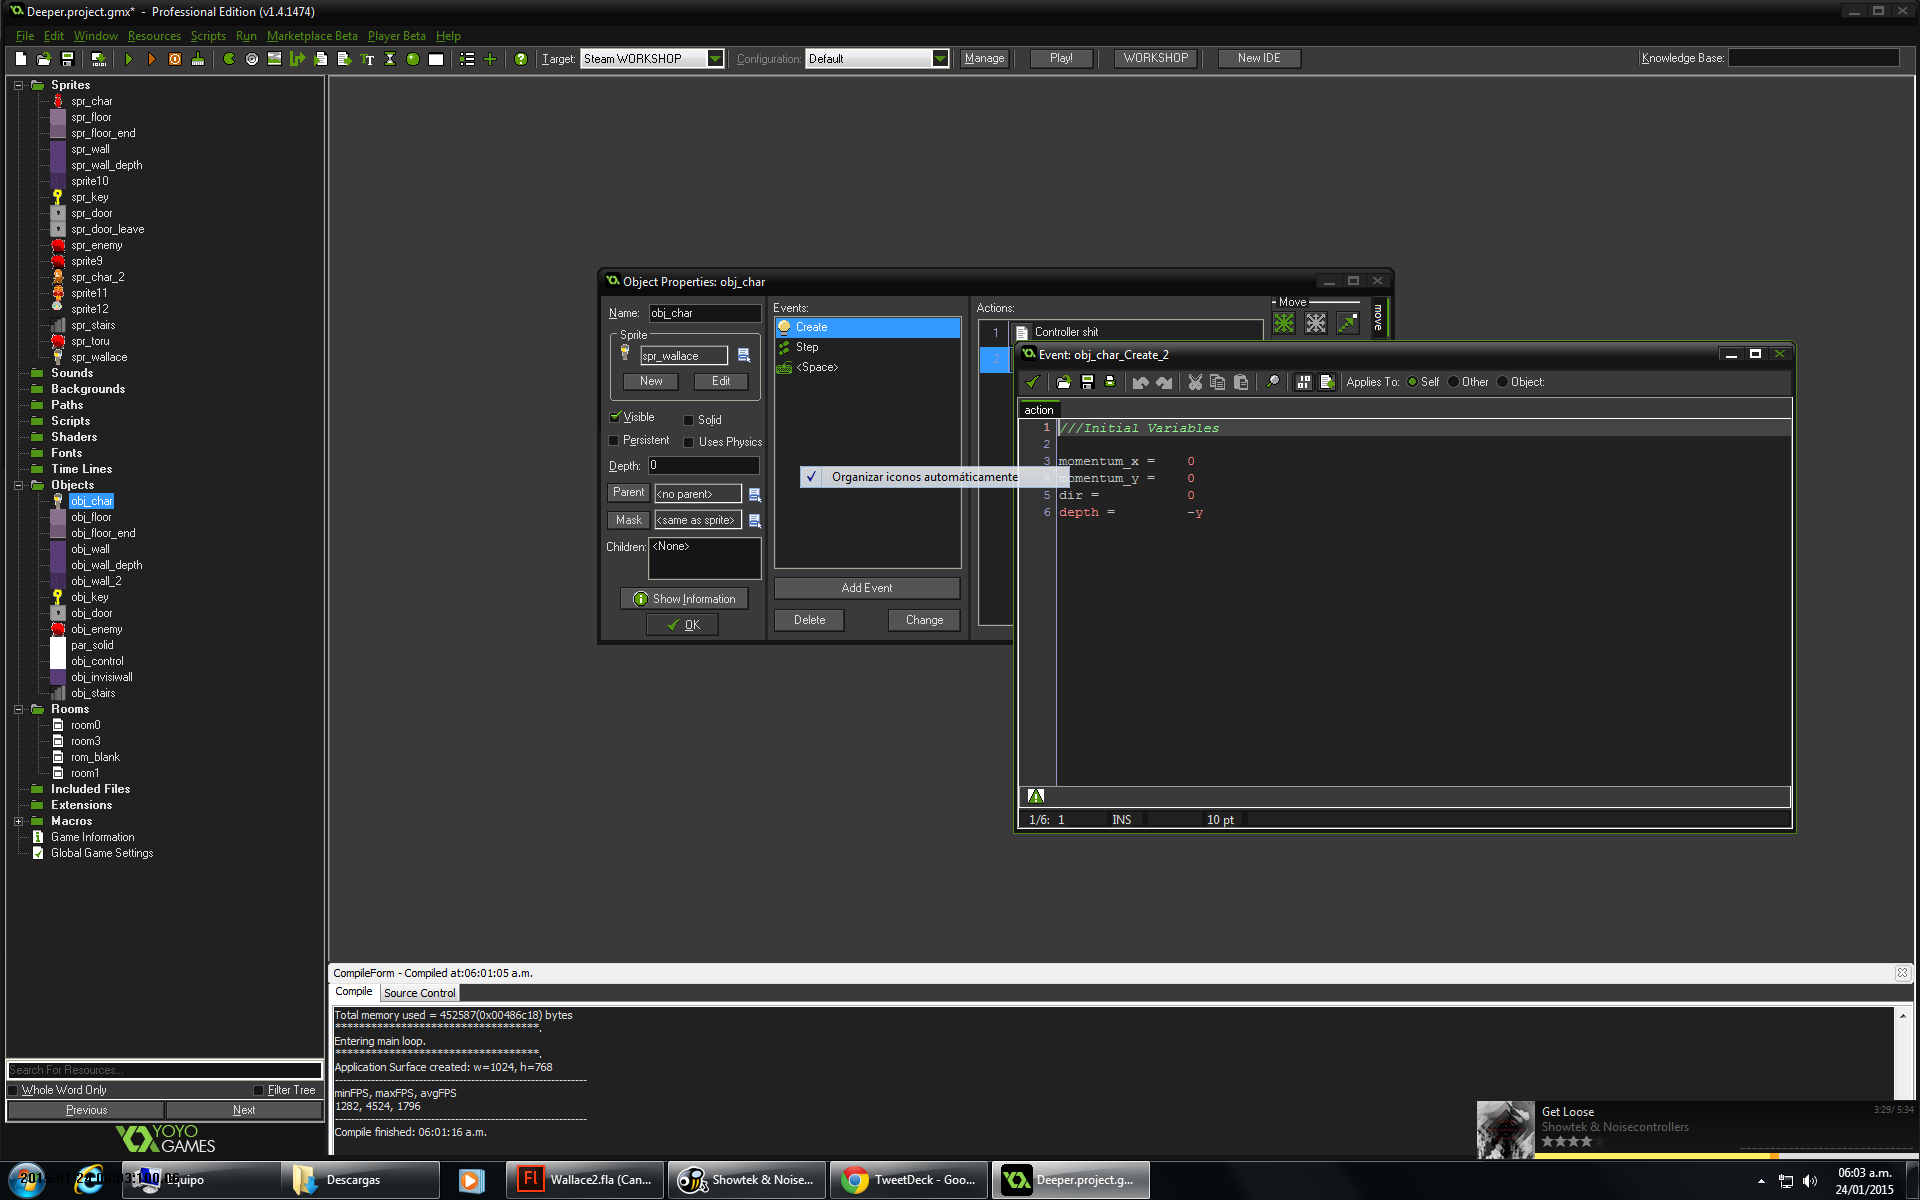 Deeper.project.gmx* - Professional Edition (v1.4.1474)
File Edit Window Resources Scripts Run Marketplace Beta Player Beta Help
Target: Steam WORKSHOP Configuration: Default Manage Play! WORKSHOP New IDE Knowledge Base:
Sprites
spr_char
spr_floor
spr_floor_end
spr_wall
spr_wall_depth
sprite10
spr_key
spr_door
spr_door_leave
spr_enemy
sprite9
spr_char_2
sprite11
sprite12
spr_stairs
spr_toru
spr_wallace
Sounds
Backgrounds
Paths
Scripts
Shaders
Fonts
Time Lines
Objects
obj_char
obj_floor
obj_floor_end
obj_wall
obj_wall_depth
obj_wall_2
obj_key
obj_door
obj_enemy
par_solid
obj_control
obj_invisiwall
obj_stairs
Rooms
room0
room3
rom_blank
room1
Included Files
Extensions
Macros
Game Information
Global Game Settings
Search For Resources...
Whole Word Only Filter Tree
Previous Next
YOYO GAMES
Object Properties: obj_char
Name: obj_char
Sprite
spr_wallace
New Edit
Visible Solid
Persistent Uses Physics
Depth: 0
Parent <no parent>
Mask <same as sprite>
Children: <None>
Show Information
OK
Events:
Create
Step
<Space>
Add Event
Delete Change
Actions:
1 Controller shit
2
Move
move
Organizar iconos automáticamente
Event: obj_char_Create_2
Applies To: Self Other Object:
action
1 ///Initial Variables
2
3 momentum_x = 0
momentum_y = 0
5 dir = 0
6 depth = -y
1/6: 1 INS 10 pt
CompileForm - Compiled at:06:01:05 a.m.
Compile Source Control
Total memory used = 452587(0x00486c18) bytes
**********************************.
Entering main loop.
**********************************.
Application Surface created: w=1024, h=768
minFPS, maxFPS, avgFPS
1282, 4524, 1796
Compile finished: 06:01:16 a.m.
Get Loose 3:29/ 5:34
Showtek & Noisecontrollers
Descargas
Wallace2.fla (Can...
Showtek & Noise...
TweetDeck - Goo...
Deeper.project.g...
06:03 a.m.
24/01/2015